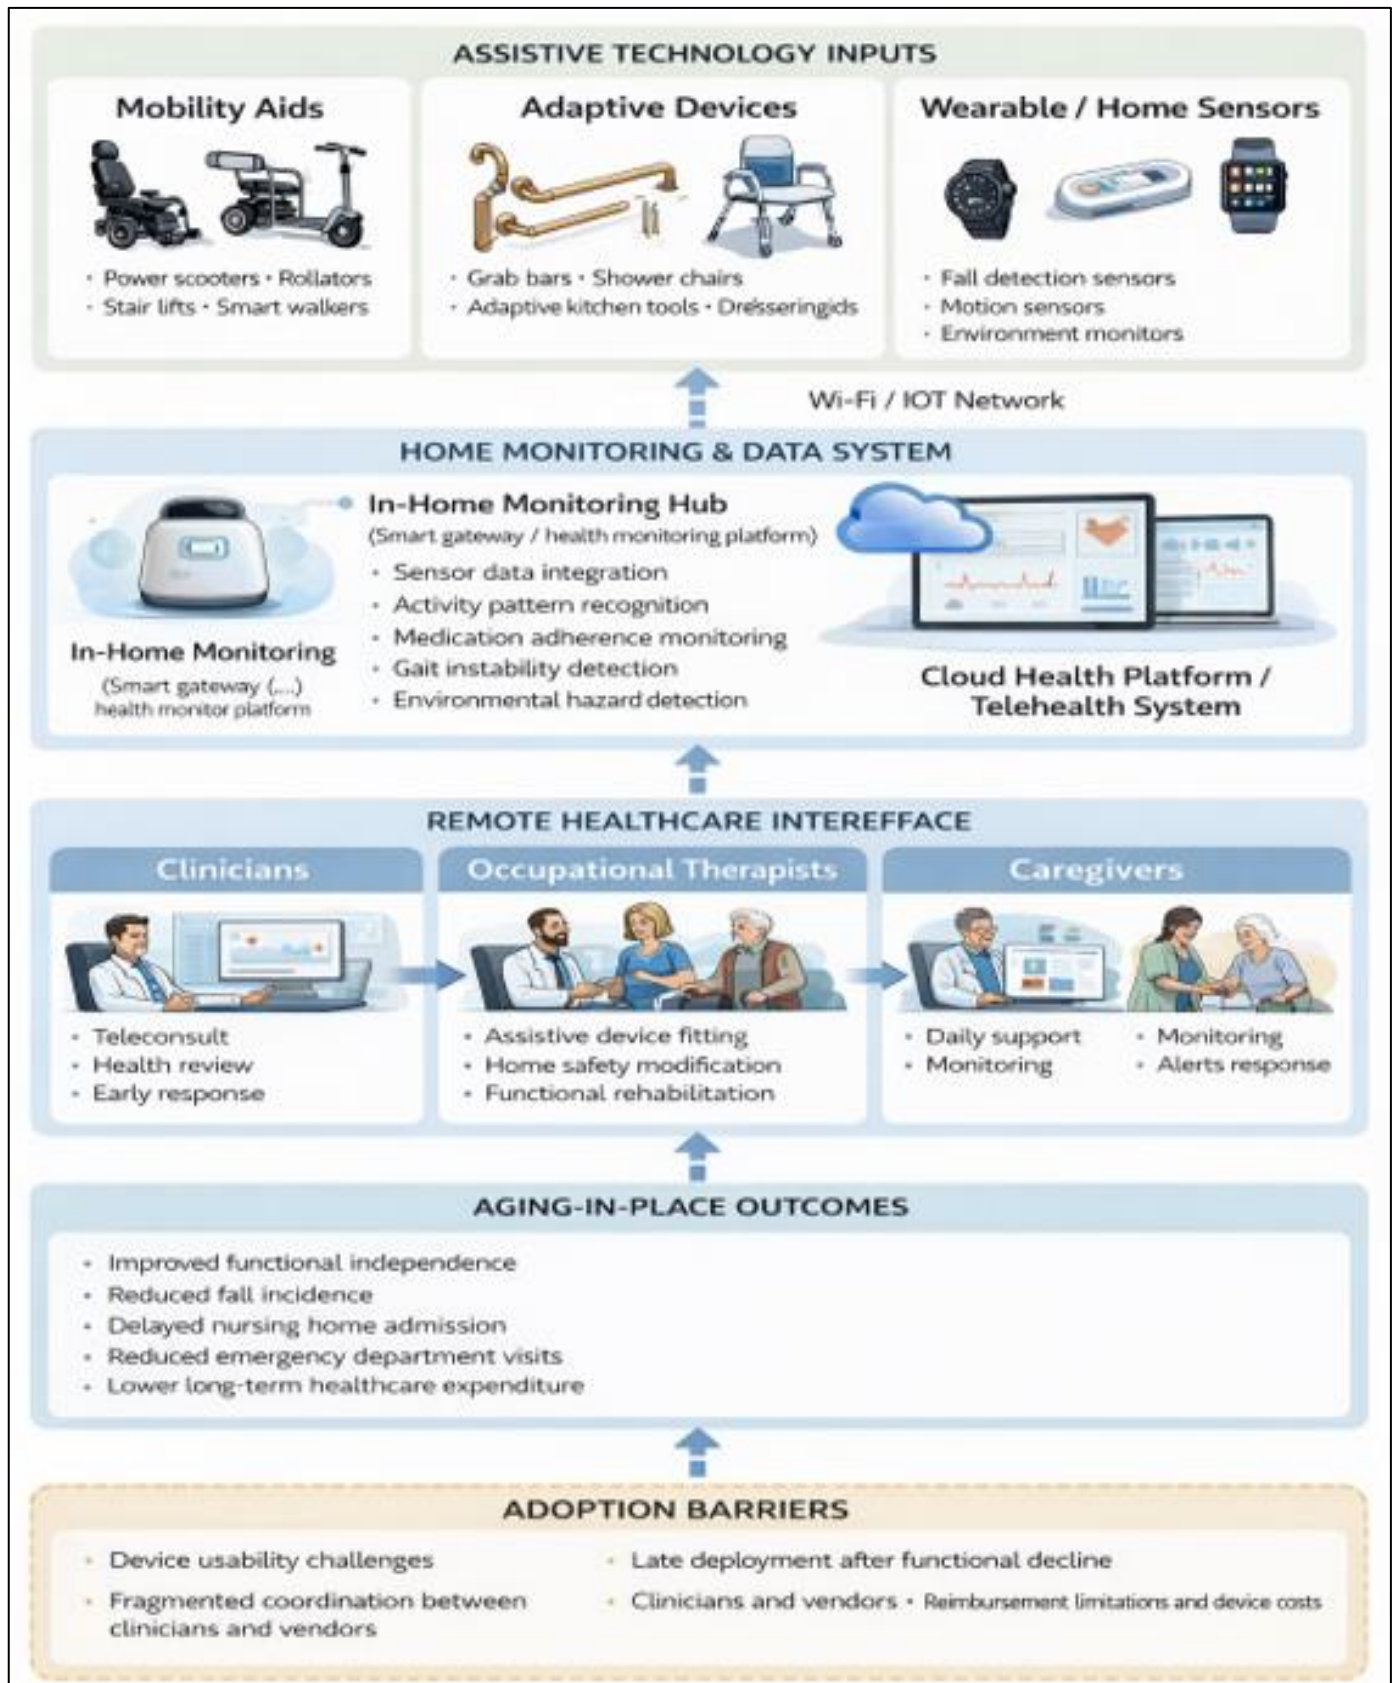 ASSISTIVE TECHNOLOGY INPUTS
Mobility Aids
• Power scooters • Rollators
• Stair lifts • Smart walkers
Adaptive Devices
• Grab bars • Shower chairs
• Adaptive kitchen tools • Dresseringids
Wearable / Home Sensors
• Fall detection sensors
• Motion sensors
• Environment monitors
Wi-Fi / IOT Network
HOME MONITORING & DATA SYSTEM
In-Home Monitoring
(Smart gateway (,...)
health monitor platform
In-Home Monitoring Hub
(Smart gateway / health monitoring platform)
• Sensor data integration
• Activity pattern recognition
• Medication adherence monitoring
• Gait instability detection
• Environmental hazard detection
Cloud Health Platform /
Telehealth System
REMOTE HEALTHCARE INTEREFFACE
Clinicians
• Teleconsult
• Health review
• Early response
Occupational Therapists
• Assistive device fitting
• Home safety modification
• Functional rehabilitation
Caregivers
• Daily support
• Monitoring
• Monitoring
• Alerts response
AGING-IN-PLACE OUTCOMES
• Improved functional independence
• Reduced fall incidence
• Delayed nursing home admission
• Reduced emergency department visits
• Lower long-term healthcare expenditure
ADOPTION BARRIERS
• Device usability challenges
• Fragmented coordination between
clinicians and vendors
• Late deployment after functional decline
• Clinicians and vendors • Reimbursement limitations and device costs